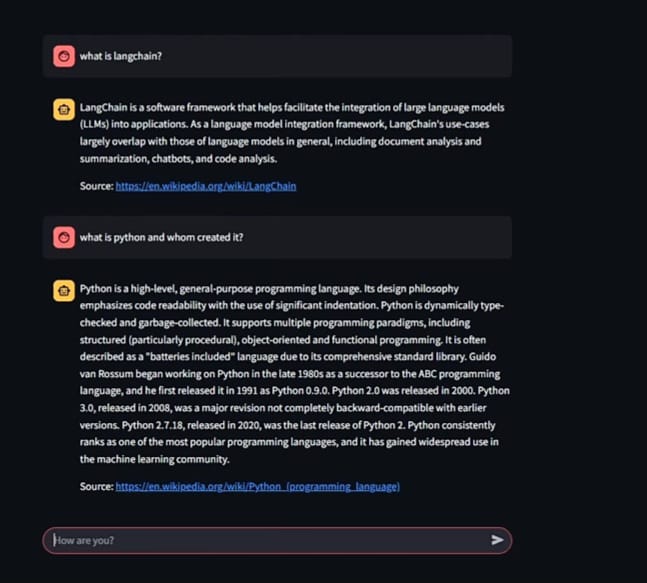 what is langchain?
LangChain is a software framework that helps facilitate the integration of large language models
(LLMs) into applications. As a language model integration framework, LangChain's use-cases
largely overlap with those of language models in general, including document analysis and
summarization, chatbots, and code analysis.
Source: https://en.wikipedia.org/wiki/LangChain
what is python and whom created it?
Python is a high-level, general-purpose programming language. Its design philosophy
emphasizes code readability with the use of significant indentation. Python is dynamically type-
checked and garbage-collected. It supports multiple programming paradigms, including
structured (particularly procedural), object-oriented and functional programming. It is often
described as a "batteries included" language due to its comprehensive standard library. Guido
van Rossum began working on Python in the late 1980s as a successor to the ABC programming
language, and he first released it in 1991 as Python 0.9.0. Python 2.0 was released in 2000. Python
3.0, released in 2008, was a major revision not completely backward-compatible with earlier
versions. Python 2.7.18, released in 2020, was the last release of Python 2. Python consistently
ranks as one of the most popular programming languages, and it has gained widespread use in
the machine learning community.
Source: https://en.wikipedia.org/wiki/Python_(programming_language)
How are you?